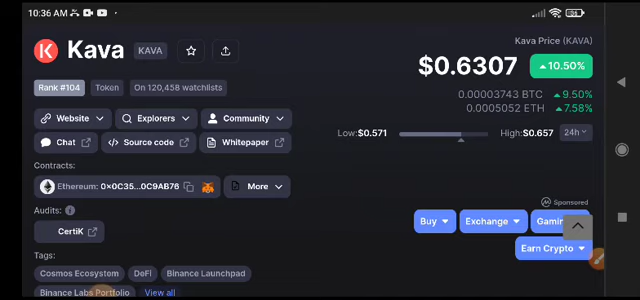 10:36 AM
Kava KAVA
Kava Price (KAVA)
$0.6307 10.50%
0.00003743 BTC 9.50%
0.0005052 ETH 7.58%
Rank #104 Token On 120,458 watchlists
Low:$0.571 High:$0.657 24h
Website Explorers Community
Chat Source code Whitepaper
Contracts:
Ethereum: 0x0C35...0C9AB76 More
Sponsored
Buy Exchange
Earn Crypto
Audits:
CertiK
Tags:
Cosmos Ecosystem DeFi Binance Launchpad
Binance Labs Portfolio View all